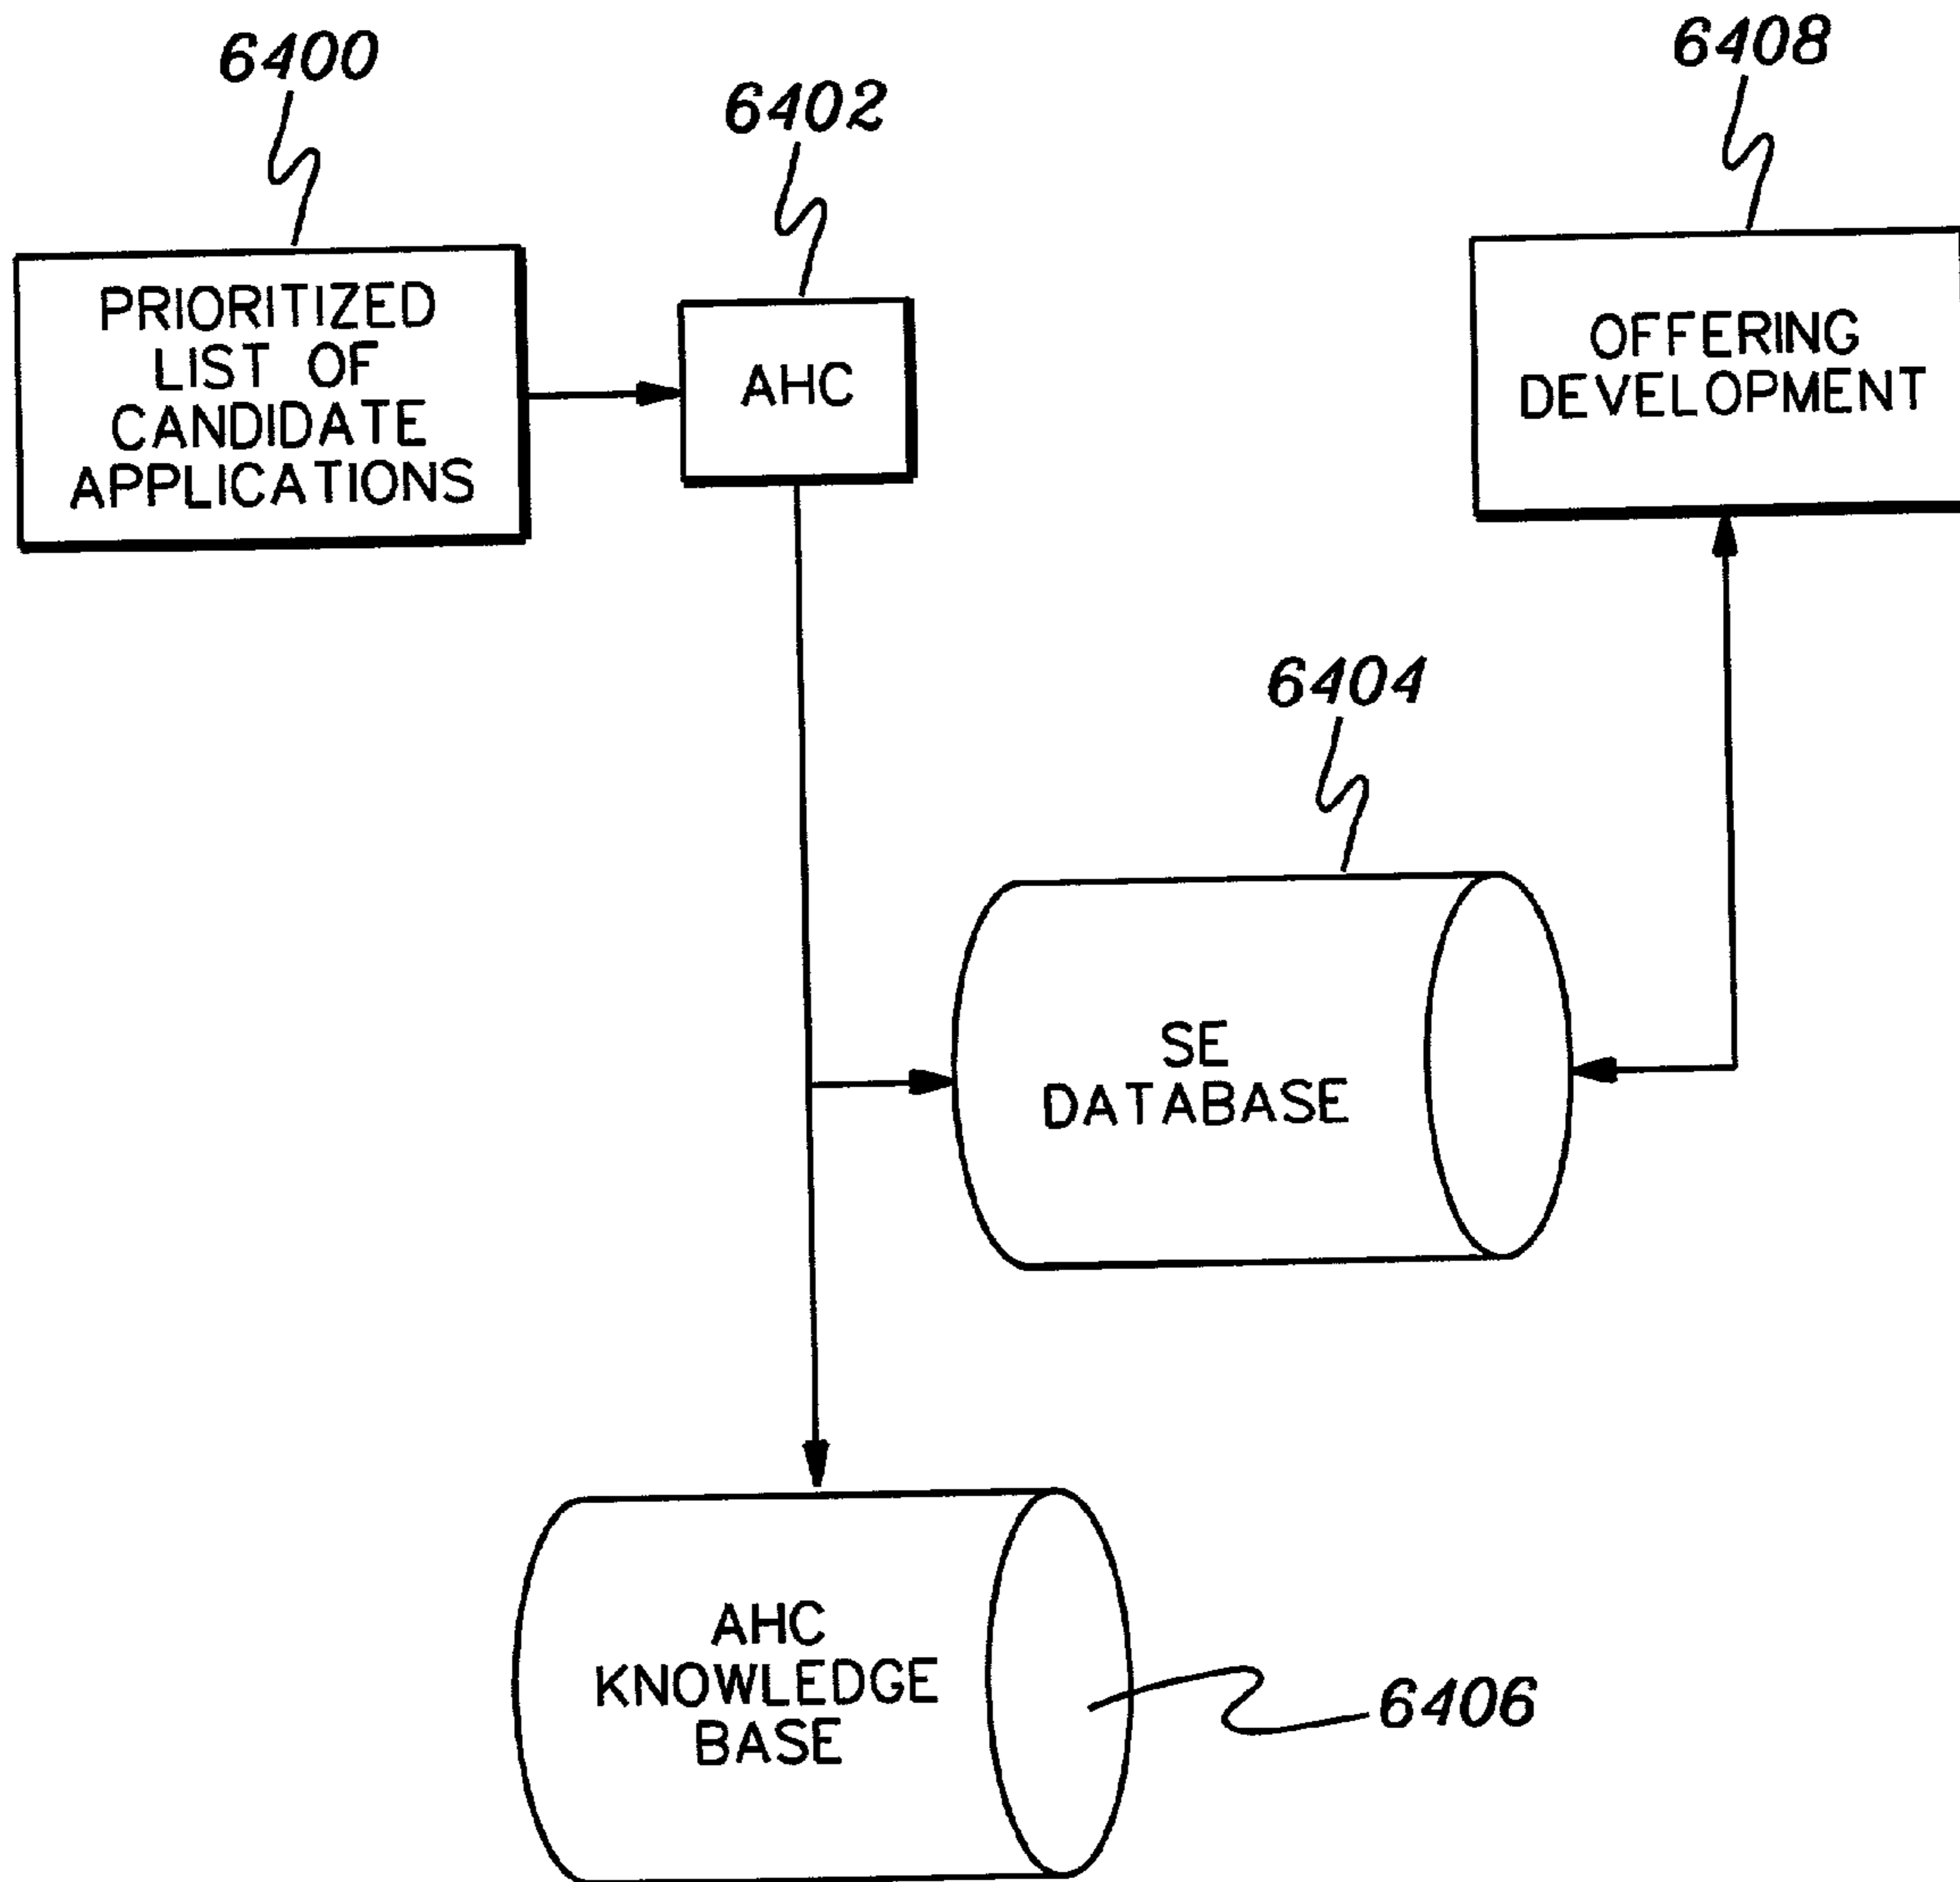 6400
6402
6408
PRIORITIZED
LIST OF
CANDIDATE
APPLICATIONS
AHC
OFFERING
DEVELOPMENT
6404
SE
DATABASE
AHC
KNOWLEDGE
BASE
6406